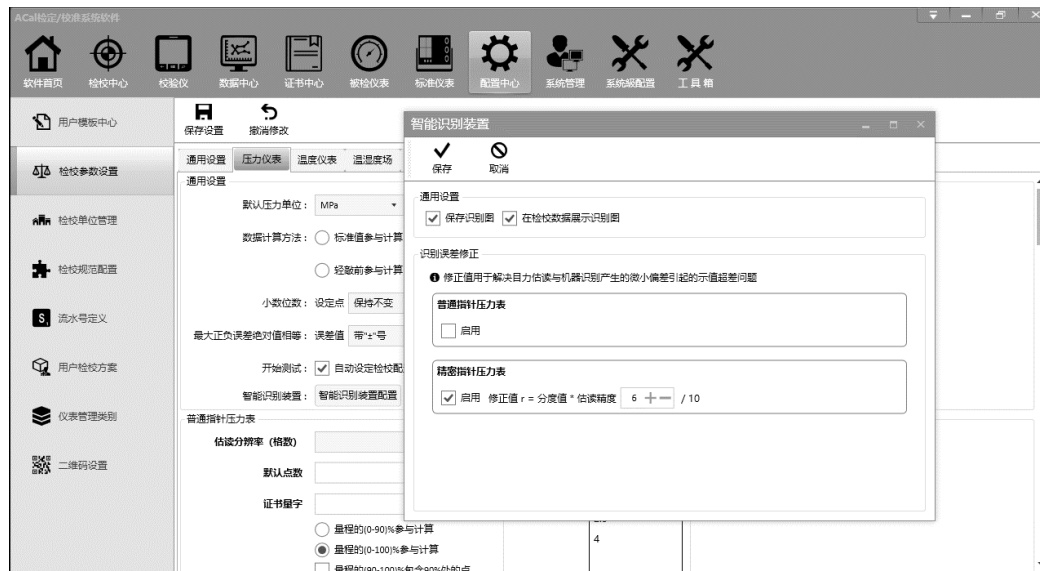 ACal检定/校准系统软件
软件首页 检校中心 校验仪 数据中心 证书中心 被检仪表 标准仪表 配置中心 系统管理 系统级配置 工具箱
用户模板中心
检校参数设置
检校单位管理
检校规范配置
流水号定义
用户检校方案
仪表管理类别
二维码设置
保存设置 撤消修改
通用设置 压力仪表 温度仪表 温湿度场
通用设置
默认压力单位： MPa
数据计算方法： 标准值参与计算
轻敲前参与计算
小数位数： 设定点 保持不变
最大正负误差绝对值相等： 误差值 带"±"号
开始测试： 自动设定检校配
智能识别装置： 智能识别装置配置
普通指针压力表
估读分辨率（格数）
默认点数
证书量字
量程的(0-90)%参与计算
量程的(0-100)%参与计算
量程的(90-100)%包含90%处的点
4
智能识别装置
保存 取消
通用设置
保存识别图 在检校数据展示识别图
识别误差修正
修正值用于解决目力估读与机器识别产生的微小偏差引起的示值超差问题
普通指针压力表
启用
精密指针压力表
启用 修正值 r = 分度值 * 估读精度 6 / 10